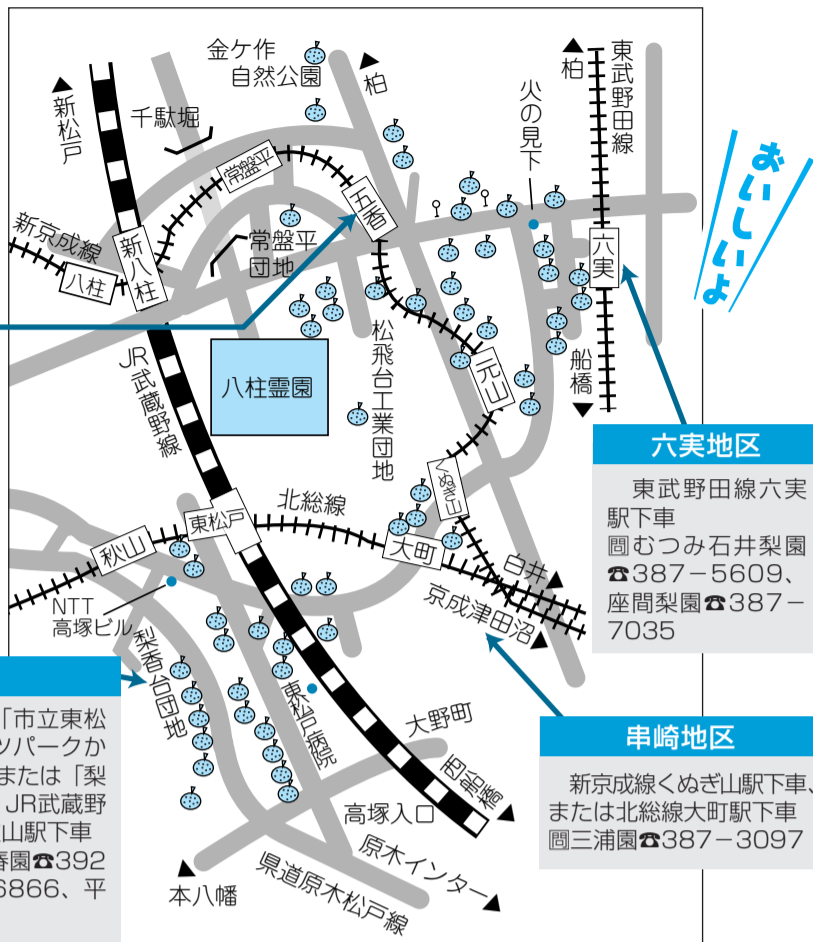 金ケ作
自然公園
▲柏
▲柏
東武野田線
火の見下
▲新松戸
千駄堀
常盤平
五香
おいしいよ
新京成線
八柱
新八柱
常盤平
団地
六実
JR武蔵野線
八柱霊園
松飛台工業団地
元山
船橋▼
六実地区
東武野田線六実
駅下車
問むつみ石井梨園
☎387-5609、
座間梨園☎387-
7035
くぬぎ山
北総線
東松戸
秋山
大町
白井▲
京成津田沼▲
NTT
高塚ビル
梨香台団地
東松戸病院
大野町
西船橋▼
高塚入口
原木インター▲
県道原木松戸線
▲本八幡
串崎地区
新京成線くぬぎ山駅下車、
または北総線大町駅下車
問三浦園☎387-3097
「市立東松
ツパークか
または「梨
JR武蔵野
山駅下車
春園☎392
6866、平